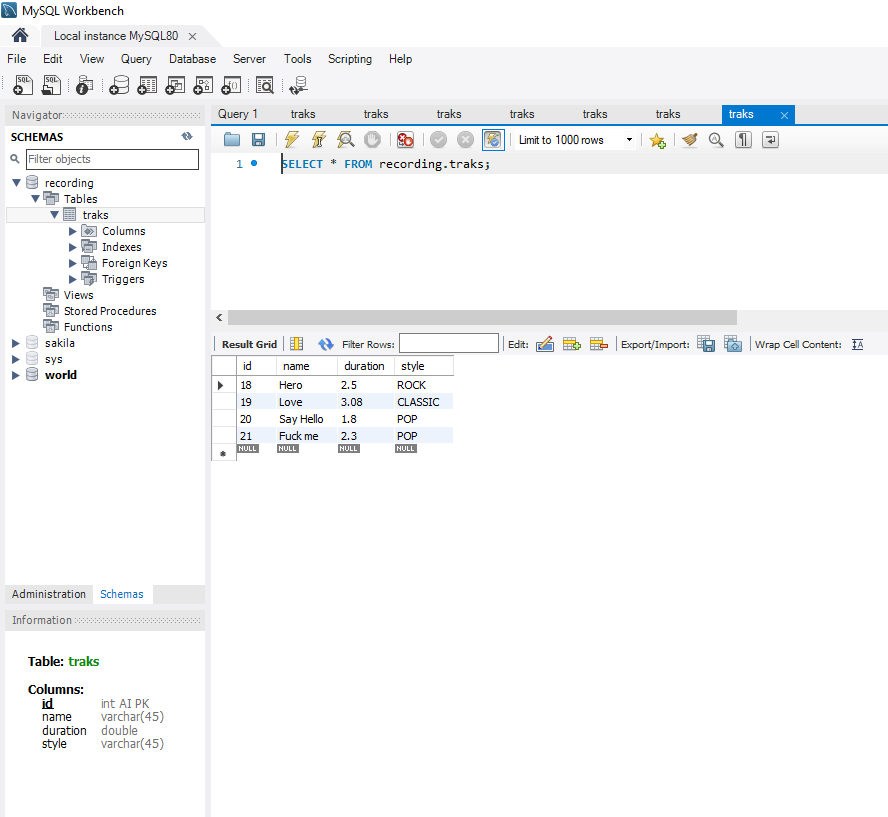 MySQL Workbench
Local instance MySQL80
File Edit View Query Database Server Tools Scripting Help
Navigator
SCHEMAS
Filter objects
recording
Tables
traks
Columns
Indexes
Foreign Keys
Triggers
Views
Stored Procedures
Functions
sakila
sys
world
Administration Schemas
Information
Table: traks
Columns:
id int AI PK
name varchar(45)
duration double
style varchar(45)
Query 1 traks traks traks traks traks traks traks
Limit to 1000 rows
1 SELECT * FROM recording.traks;
Result Grid Filter Rows: Edit: Export/Import: Wrap Cell Content:
id name duration style
18 Hero 2.5 ROCK
19 Love 3.08 CLASSIC
20 Say Hello 1.8 POP
21 Fuck me 2.3 POP
NULL NULL NULL NULL